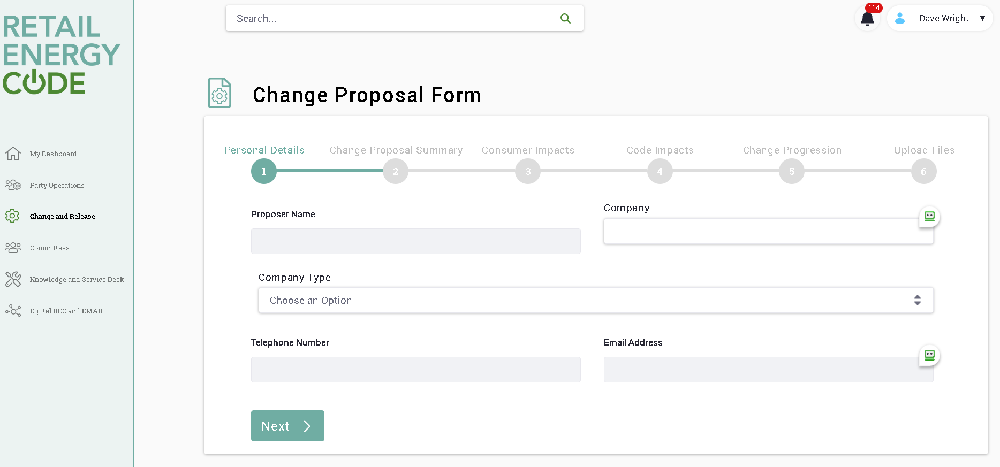 RETAIL
ENERGY
CODE
Search...
114
Dave Wright
My Dashboard
Party Operations
Change and Release
Committees
Knowledge and Service Desk
Digital REC and EMAR
Change Proposal Form
Personal Details
Change Proposal Summary
Consumer Impacts
Code Impacts
Change Progression
Upload Files
1
2
3
4
5
6
Proposer Name
Company
Company Type
Choose an Option
Telephone Number
Email Address
Next